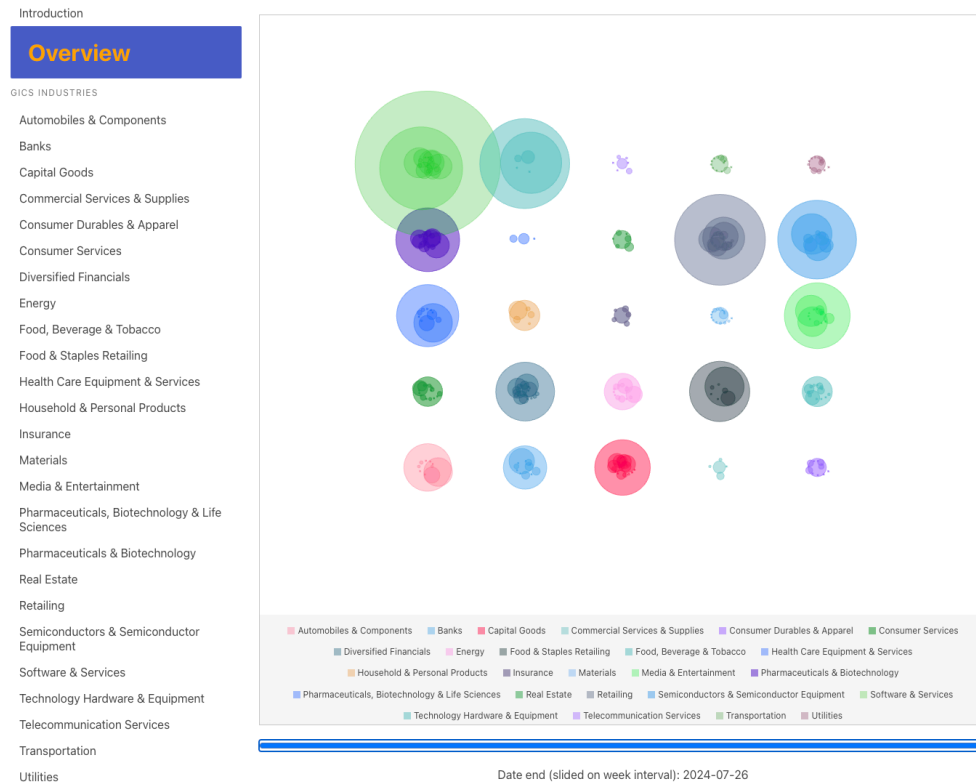 Introduction
Overview
GICS INDUSTRIES
Automobiles & Components
Banks
Capital Goods
Commercial Services & Supplies
Consumer Durables & Apparel
Consumer Services
Diversified Financials
Energy
Food, Beverage & Tobacco
Food & Staples Retailing
Health Care Equipment & Services
Household & Personal Products
Insurance
Materials
Media & Entertainment
Pharmaceuticals, Biotechnology & Life
Sciences
Pharmaceuticals & Biotechnology
Real Estate
Retailing
Semiconductors & Semiconductor
Equipment
Software & Services
Technology Hardware & Equipment
Telecommunication Services
Transportation
Utilities
Automobiles & Components Banks Capital Goods Commercial Services & Supplies Consumer Durables & Apparel Consumer Services
Diversified Financials Energy Food & Staples Retailing Food, Beverage & Tobacco Health Care Equipment & Services
Household & Personal Products Insurance Materials Media & Entertainment Pharmaceuticals & Biotechnology
Pharmaceuticals, Biotechnology & Life Sciences Real Estate Retailing Semiconductors & Semiconductor Equipment Software & Services
Technology Hardware & Equipment Telecommunication Services Transportation Utilities
Date end (slided on week interval): 2024-07-26